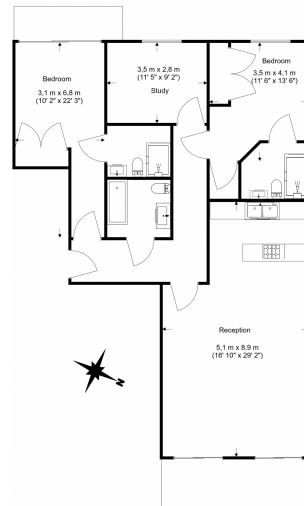 3,5 m x 2,8 m
(11' 5" x 9' 2")
Study
Bedroom
3,5 m x 4,1 m
(11' 6" x 13' 6")
Bedroom
3,1 m x 6,8 m
(10' 2" x 22' 3")
Reception
5,1 m x 8,9 m
(16' 10" x 29' 2")
N